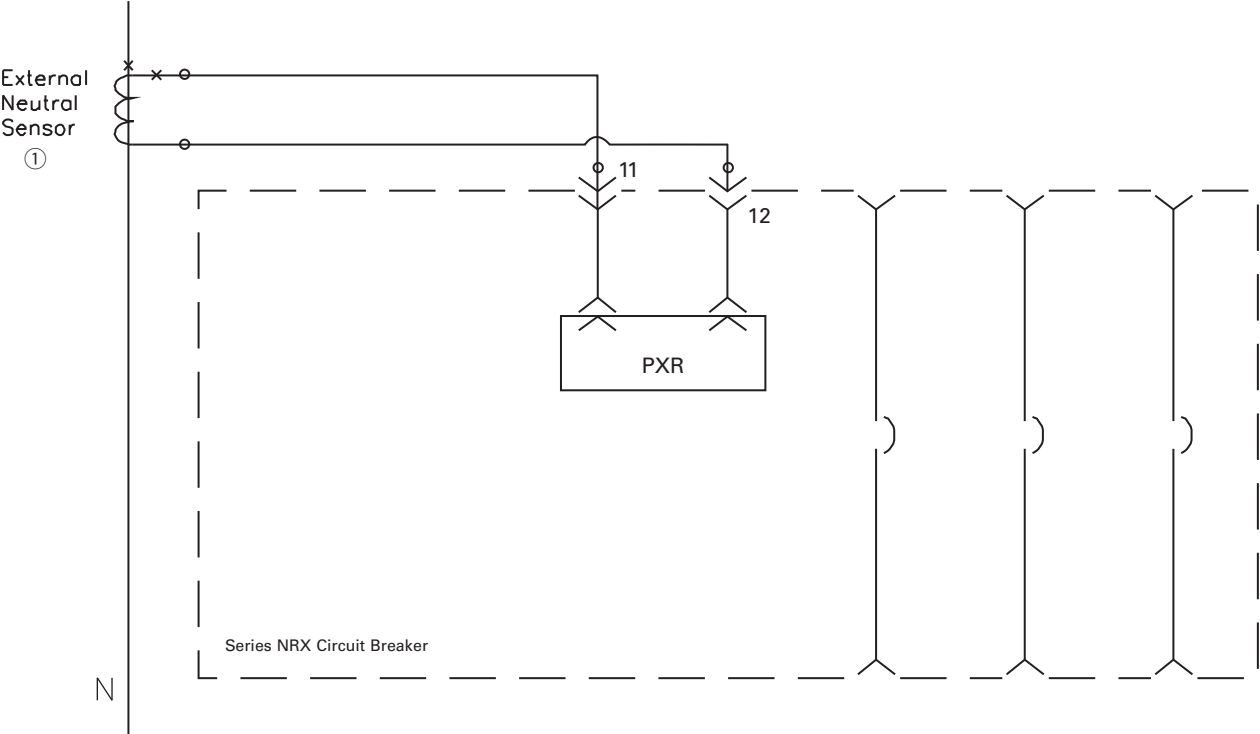 External
Neutral
Sensor
①
11
12
PXR
Series NRX Circuit Breaker
N